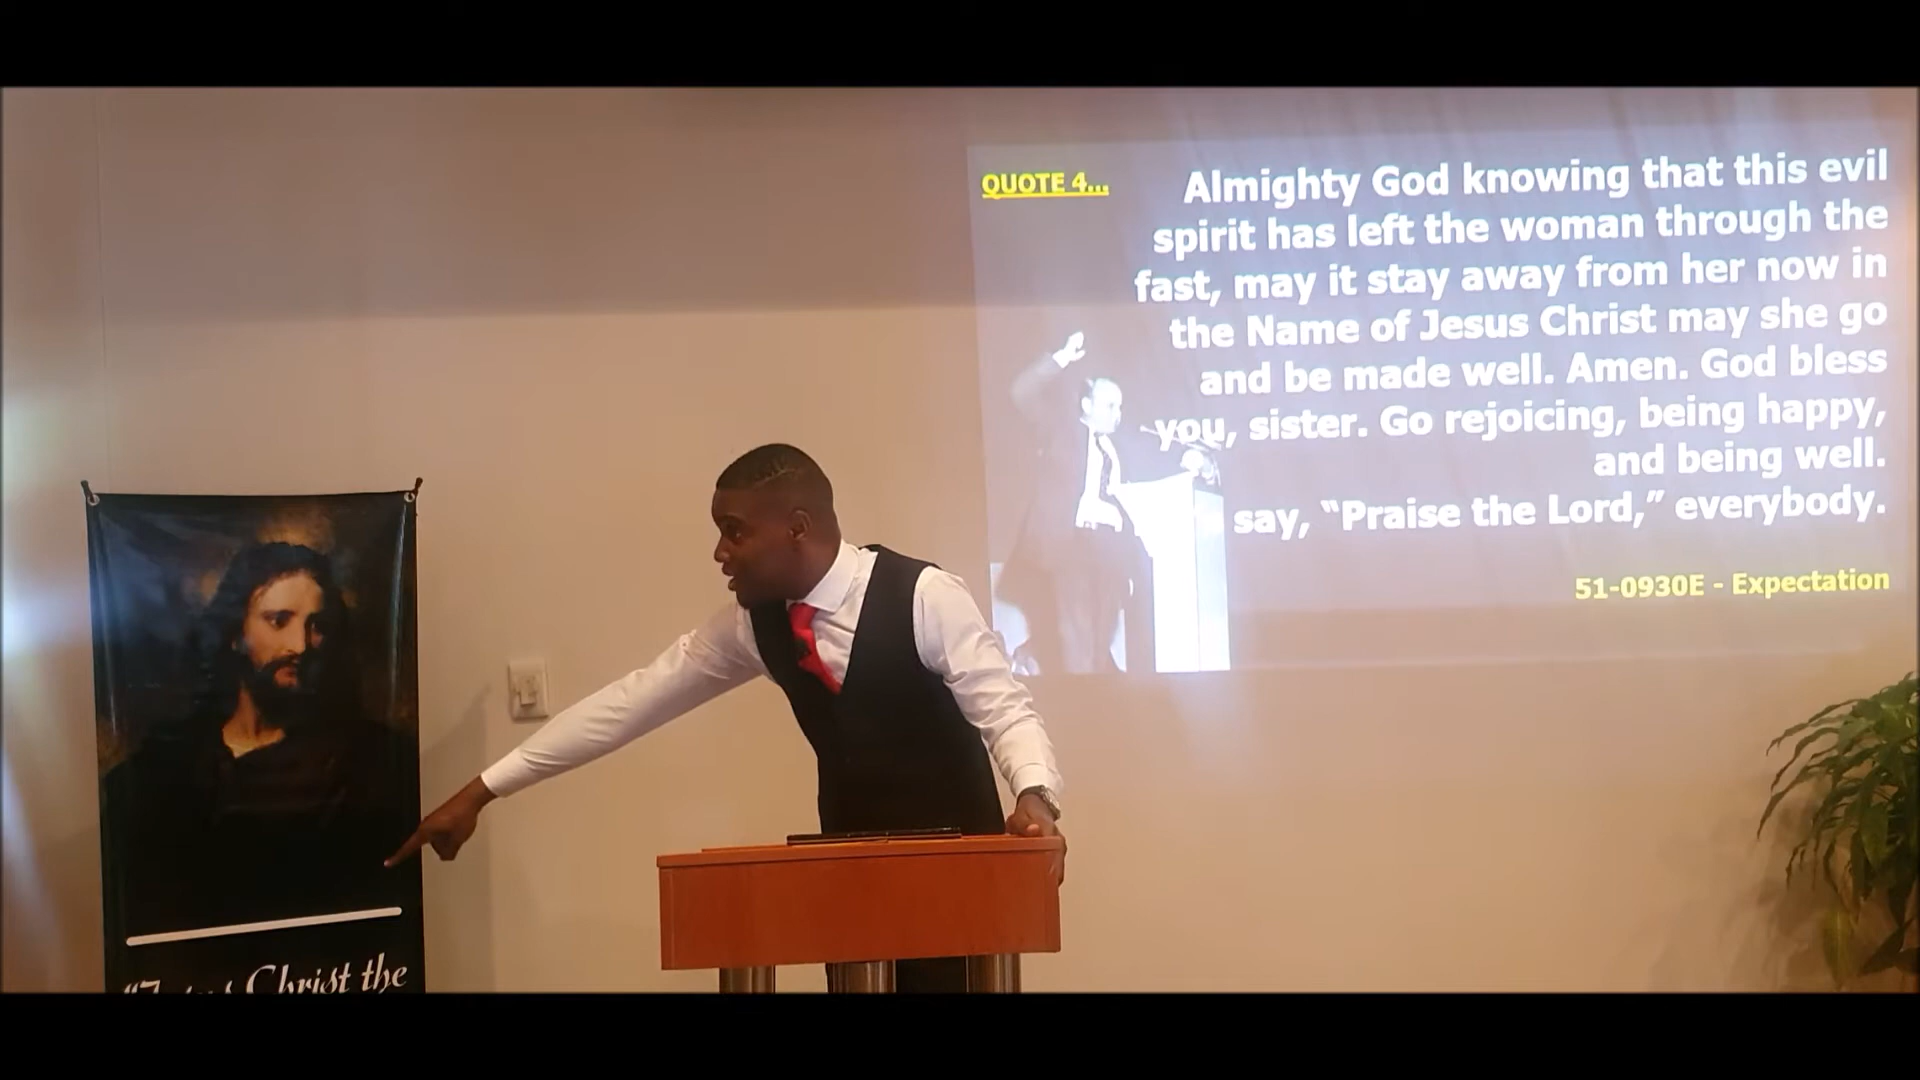 QUOTE 4...
Almighty God knowing that this evil
spirit has left the woman through the
fast, may it stay away from her now in
the Name of Jesus Christ may she go
and be made well. Amen. God bless
you, sister. Go rejoicing, being happy,
and being well.
say, “Praise the Lord,” everybody.
51-0930E - Expectation
“Jesus Christ the